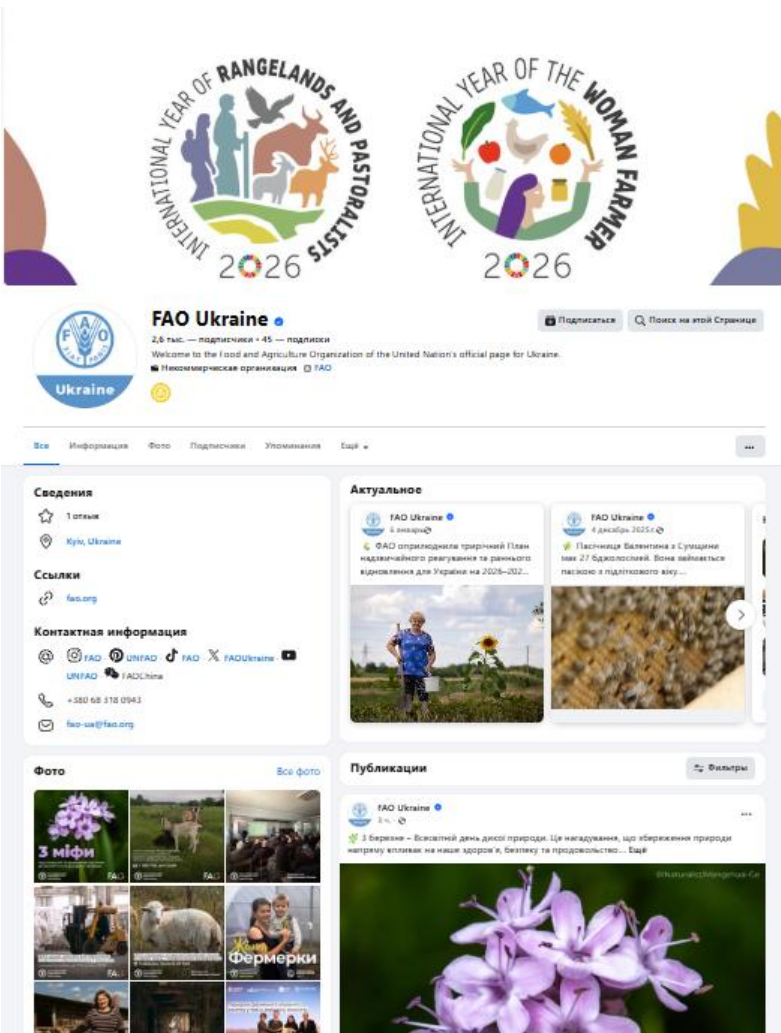 INTERNATIONAL YEAR OF RANGELANDS AND PASTORALISTS
2026
INTERNATIONAL YEAR OF THE WOMAN FARMER
2026
FAO
Ukraine
FAO Ukraine
2,6 тыс. — подписчики • 45 — подписки
Welcome to the Food and Agriculture Organization of the United Nation's official page for Ukraine.
Некоммерческая организация FAO
Подписаться
Поиск на этой Странице
Все Информация Фото Подписчики Упоминания Ещё
Сведения
1 отзыв
Kyiv, Ukraine
Ссылки
fao.org
Контактная информация
FAO UNFAO FAO FAOUkraine
UNFAO FAOChina
+380 68 318 0943
fao-ua@fao.org
Фото
Все фото
3 міфи
FAO
Жінки
Фермерки
Актуальное
FAO Ukraine
6 января
ФАО оприлюднила трирічний План
надзвичайного реагування та раннього
відновлення для України на 2026–202...
FAO Ukraine
4 декабрь 2025 г.
Пасічниця Валентина з Сумщини
має 27 бджолосімей. Вона займається
пасікою з підліткового віку....
Публикации
Фильтры
FAO Ukraine
3 ч.
3 березня – Всесвітній день дикої природи. Це нагадування, що збереження природи
напряму впливає на наше здоров'я, безпеку та продовольство... Ещё